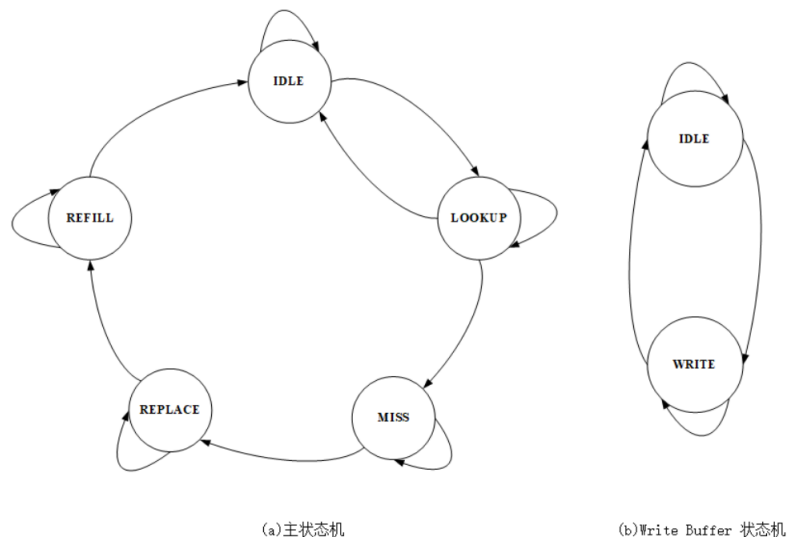 IDLE
IDLE
REFILL
LOOKUP
WRITE
REPLACE
MISS
(a)主状态机
(b)Write Buffer 状态机